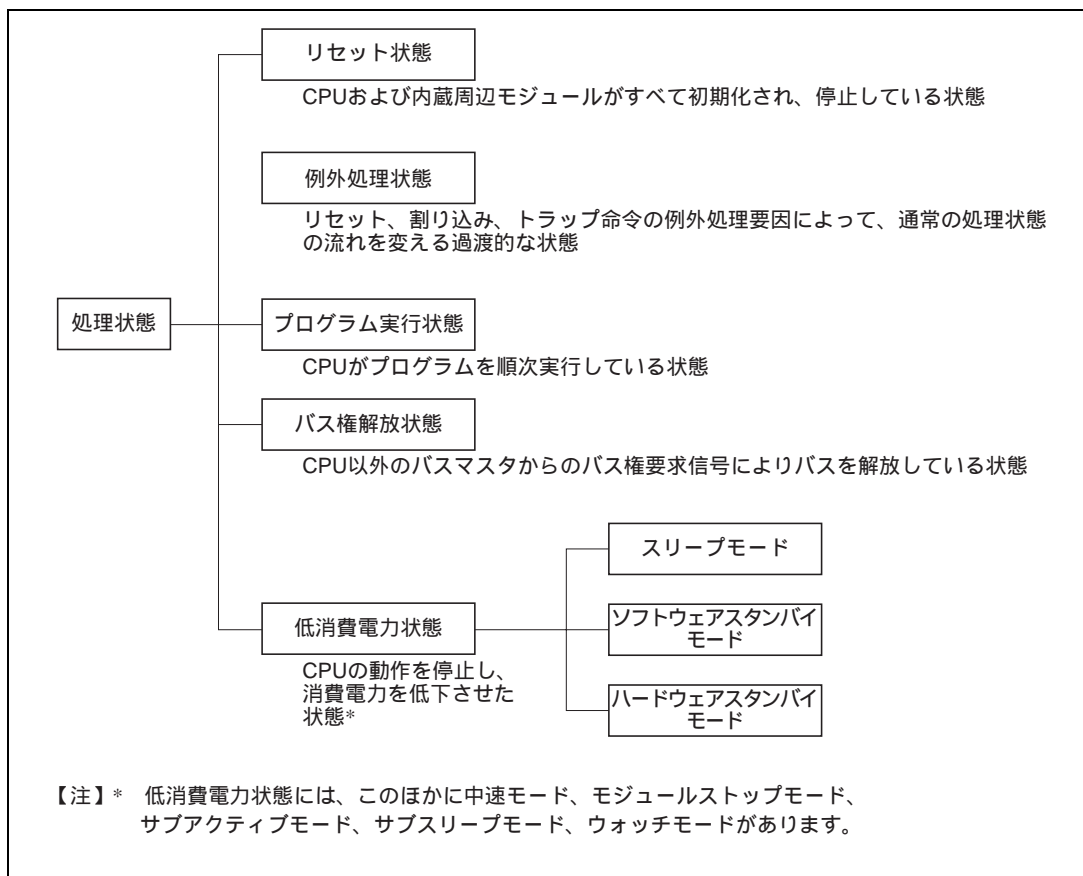 リセット状態
CPUおよび内蔵周辺モジュールがすべて初期化され、停止している状態
例外処理状態
リセット、割り込み、トラップ命令の例外処理要因によって、通常の処理状態
の流れを変える過渡的な状態
処理状態
プログラム実行状態
CPUがプログラムを順次実行している状態
バス権解放状態
CPU以外のバスマスタからのバス権要求信号によりバスを解放している状態
スリープモード
低消費電力状態
ソフトウェアスタンバイ
モード
CPUの動作を停止し、
消費電力を低下させた
状態*
ハードウェアスタンバイ
モード
【注】* 低消費電力状態には、このほかに中速モード、モジュールストップモード、
サブアクティブモード、サブスリープモード、ウォッチモードがあります。